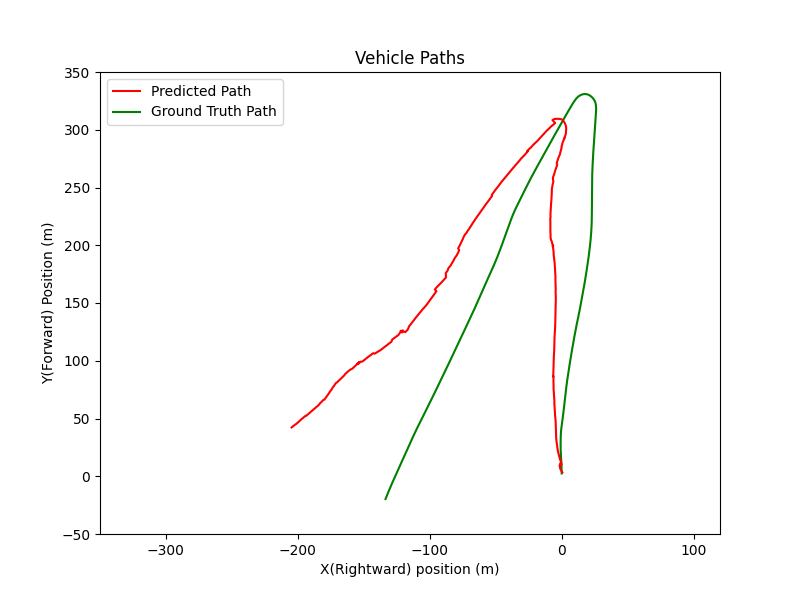 Vehicle Paths
Predicted Path
Ground Truth Path
350
300
250
200
150
100
50
0
−50
Y(Forward) Position (m)
−300
−200
−100
0
100
X(Rightward) position (m)